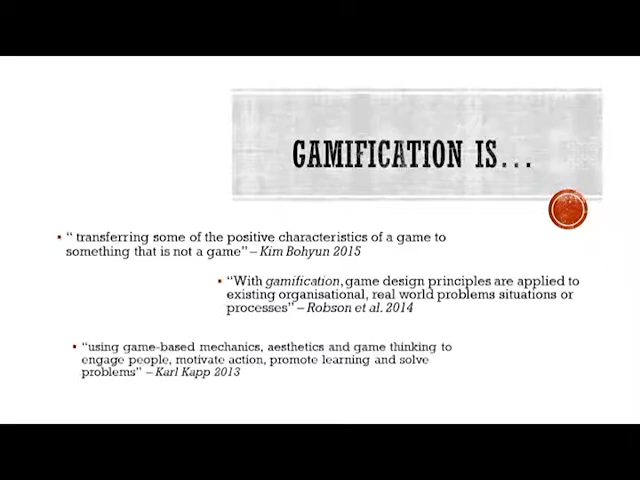 GAMIFICATION IS...
▪ “ transferring some of the positive characteristics of a game to
something that is not a game” – Kim Bohyun 2015
▪ “With gamification, game design principles are applied to
existing organisational, real world problems situations or
processes” – Robson et al. 2014
▪ “using game-based mechanics, aesthetics and game thinking to
engage people, motivate action, promote learning and solve
problems” – Karl Kapp 2013